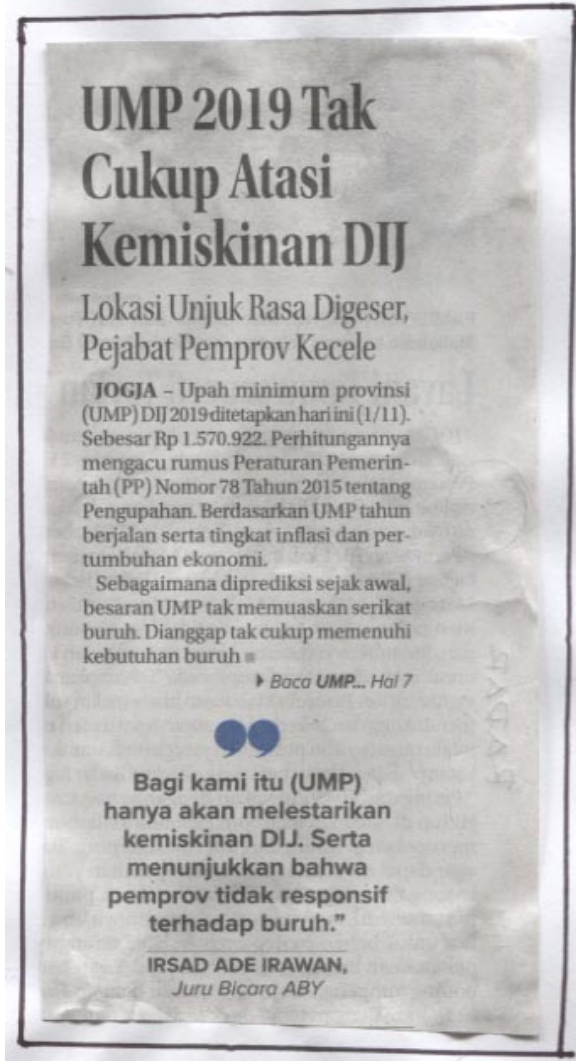 UMP 2019 Tak
Cukup Atasi
Kemiskinan DIJ
Lokasi Unjuk Rasa Digeser,
Pejabat Pemprov Kecele
JOGJA – Upah minimum provinsi
(UMP) DIJ 2019 ditetapkan hari ini (1/11).
Sebesar Rp 1.570.922. Perhitungannya
mengacu rumus Peraturan Pemerin-
tah (PP) Nomor 78 Tahun 2015 tentang
Pengupahan. Berdasarkan UMP tahun
berjalan serta tingkat inflasi dan per-
tumbuhan ekonomi.
Sebagaimana diprediksi sejak awal,
besaran UMP tak memuaskan serikat
buruh. Dianggap tak cukup memenuhi
kebutuhan buruh
Baca UMP... Hal 7
Bagi kami itu (UMP)
hanya akan melestarikan
kemiskinan DIJ. Serta
menunjukkan bahwa
pemprov tidak responsif
terhadap buruh.”
IRSAD ADE IRAWAN,
Juru Bicara ABY